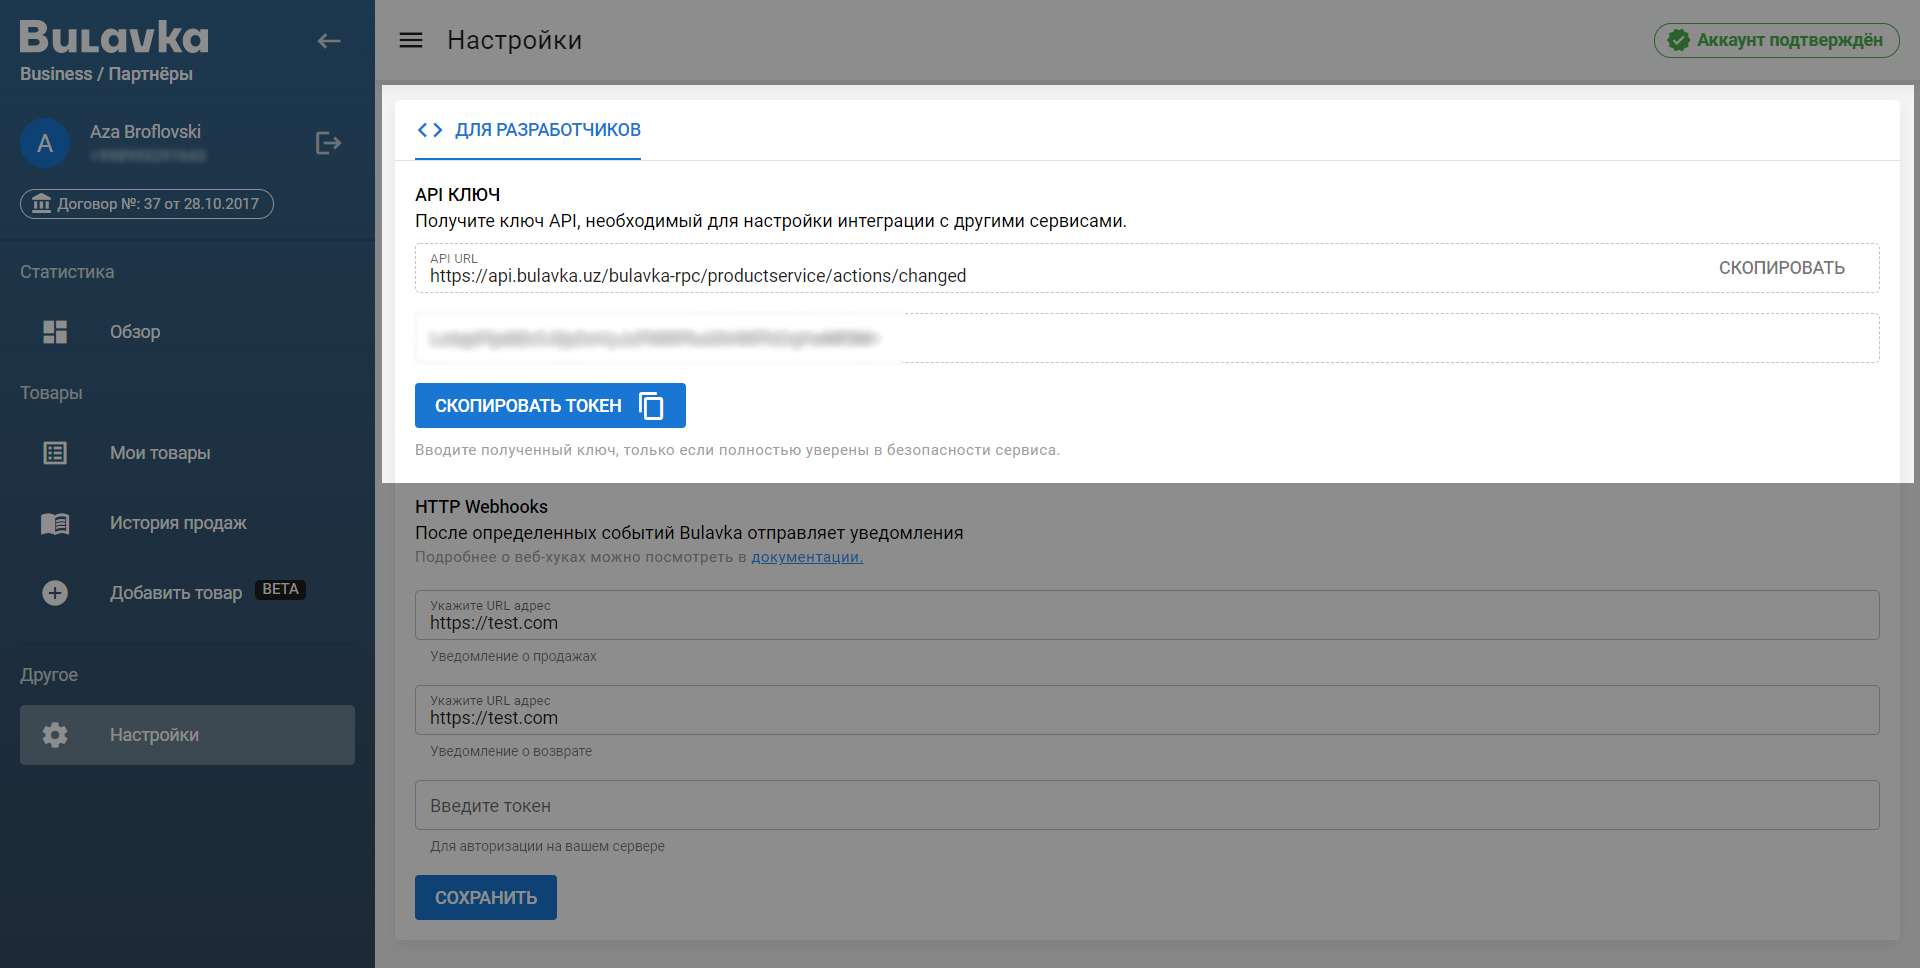 Bulavka
Business / Партнёры
A
Aza Broflovski
Договор №: 37 от 28.10.2017
Статистика
Обзор
Товары
Мои товары
История продаж
Добавить товар BETA
Другое
Настройки
Настройки
Аккаунт подтверждён
ДЛЯ РАЗРАБОТЧИКОВ
API КЛЮЧ
Получите ключ API, необходимый для настройки интеграции с другими сервисами.
API URL
https://api.bulavka.uz/bulavka-rpc/productservice/actions/changed
СКОПИРОВАТЬ
СКОПИРОВАТЬ ТОКЕН
Вводите полученный ключ, только если полностью уверены в безопасности сервиса.
HTTP Webhooks
После определенных событий Bulavka отправляет уведомления
Подробнее о веб-хуках можно посмотреть в документации.
Укажите URL адрес
https://test.com
Уведомление о продажах
Укажите URL адрес
https://test.com
Уведомление о возврате
Введите токен
Для авторизации на вашем сервере
СОХРАНИТЬ